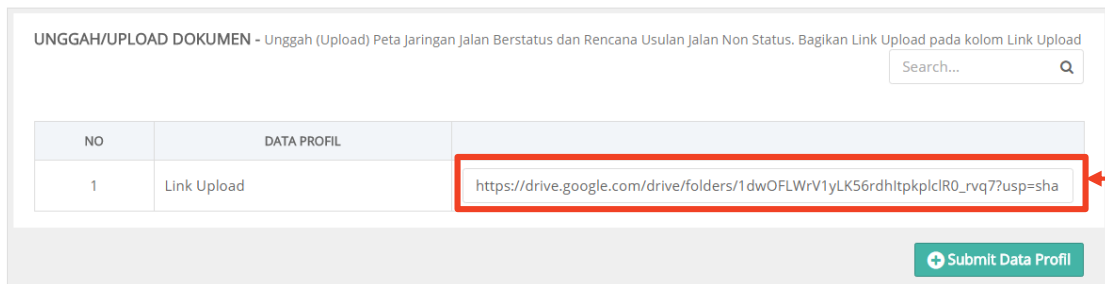 UNGGAH/UPLOAD DOKUMEN - Unggah (Upload) Peta Jaringan Jalan Berstatus dan Rencana Usulan Jalan Non Status. Bagikan Link Upload pada kolom Link Upload
Search...
NO DATA PROFIL
1 Link Upload https://drive.google.com/drive/folders/1dwOFLWrV1yLK56rdhItpkplclR0_rvq7?usp=sha
Submit Data Profil